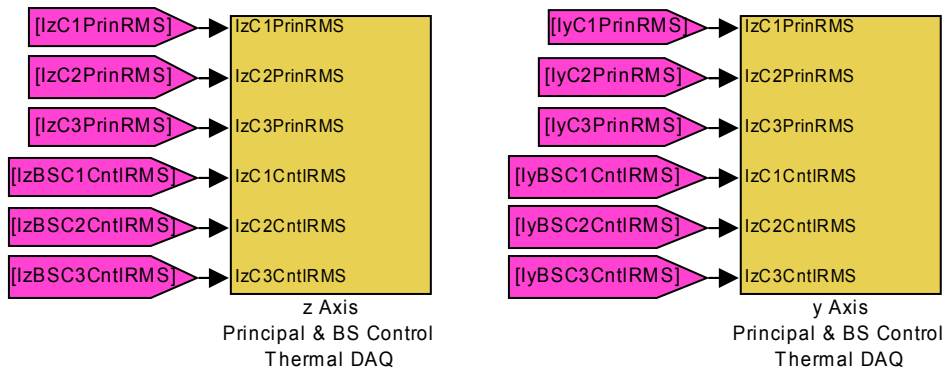 [IzC1PrinRMS]
IzC1PrinRMS
[IzC2PrinRMS]
IzC2PrinRMS
[IzC3PrinRMS]
IzC3PrinRMS
[IzBSC1CntlRMS]
IzC1CntlRMS
[IzBSC2CntlRMS]
IzC2CntlRMS
[IzBSC3CntlRMS]
IzC3CntlRMS
z Axis
Principal & BS Control
Thermal DAQ
[IyC1PrinRMS]
IzC1PrinRMS
[IyC2PrinRMS]
IzC2PrinRMS
[IyC3PrinRMS]
IzC3PrinRMS
[IyBSC1CntlRMS]
IzC1CntlRMS
[IyBSC2CntlRMS]
IzC2CntlRMS
[IyBSC3CntlRMS]
IzC3CntlRMS
y Axis
Principal & BS Control
Thermal DAQ